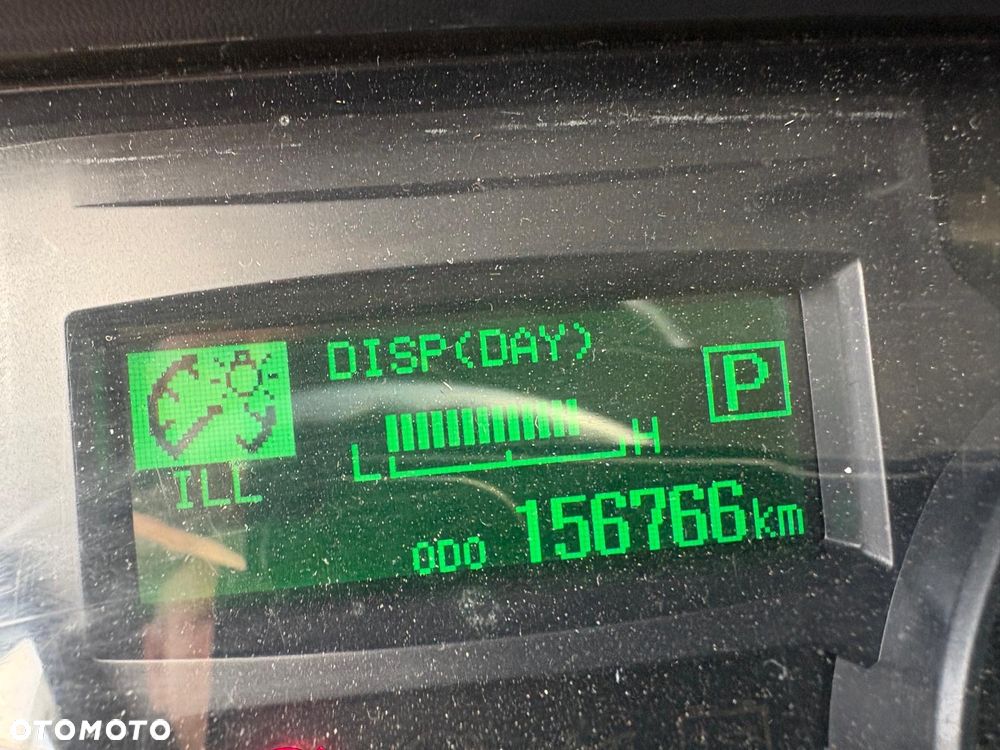 DISP(DAY)
P
L H
ILL
ODO 156766km
OTOMOTO